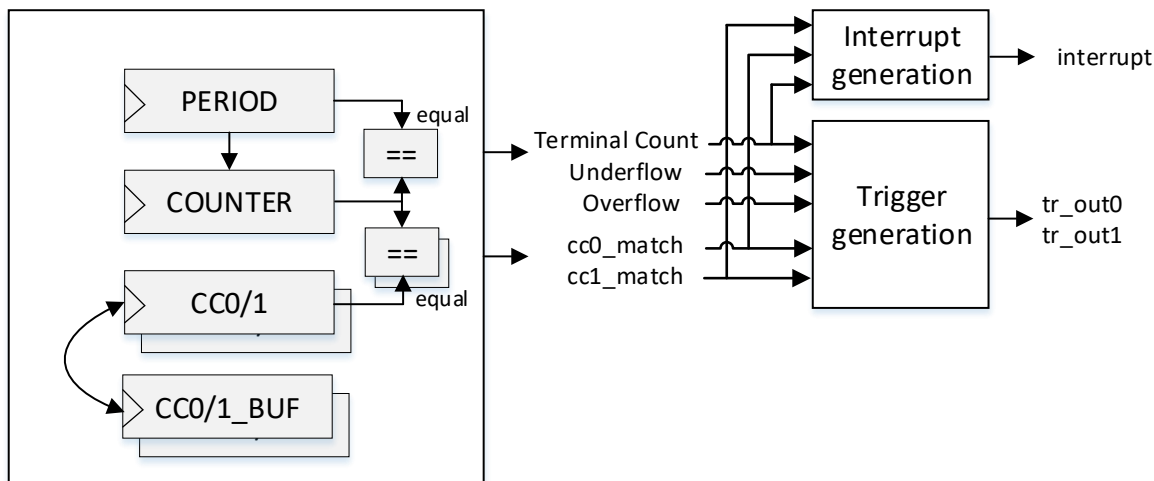 PERIOD
equal
==
COUNTER
==
equal
CC0/1
CC0/1_BUF
Terminal Count
Underflow
Overflow
cc0_match
cc1_match
Interrupt
generation
interrupt
Trigger
generation
tr_out0
tr_out1